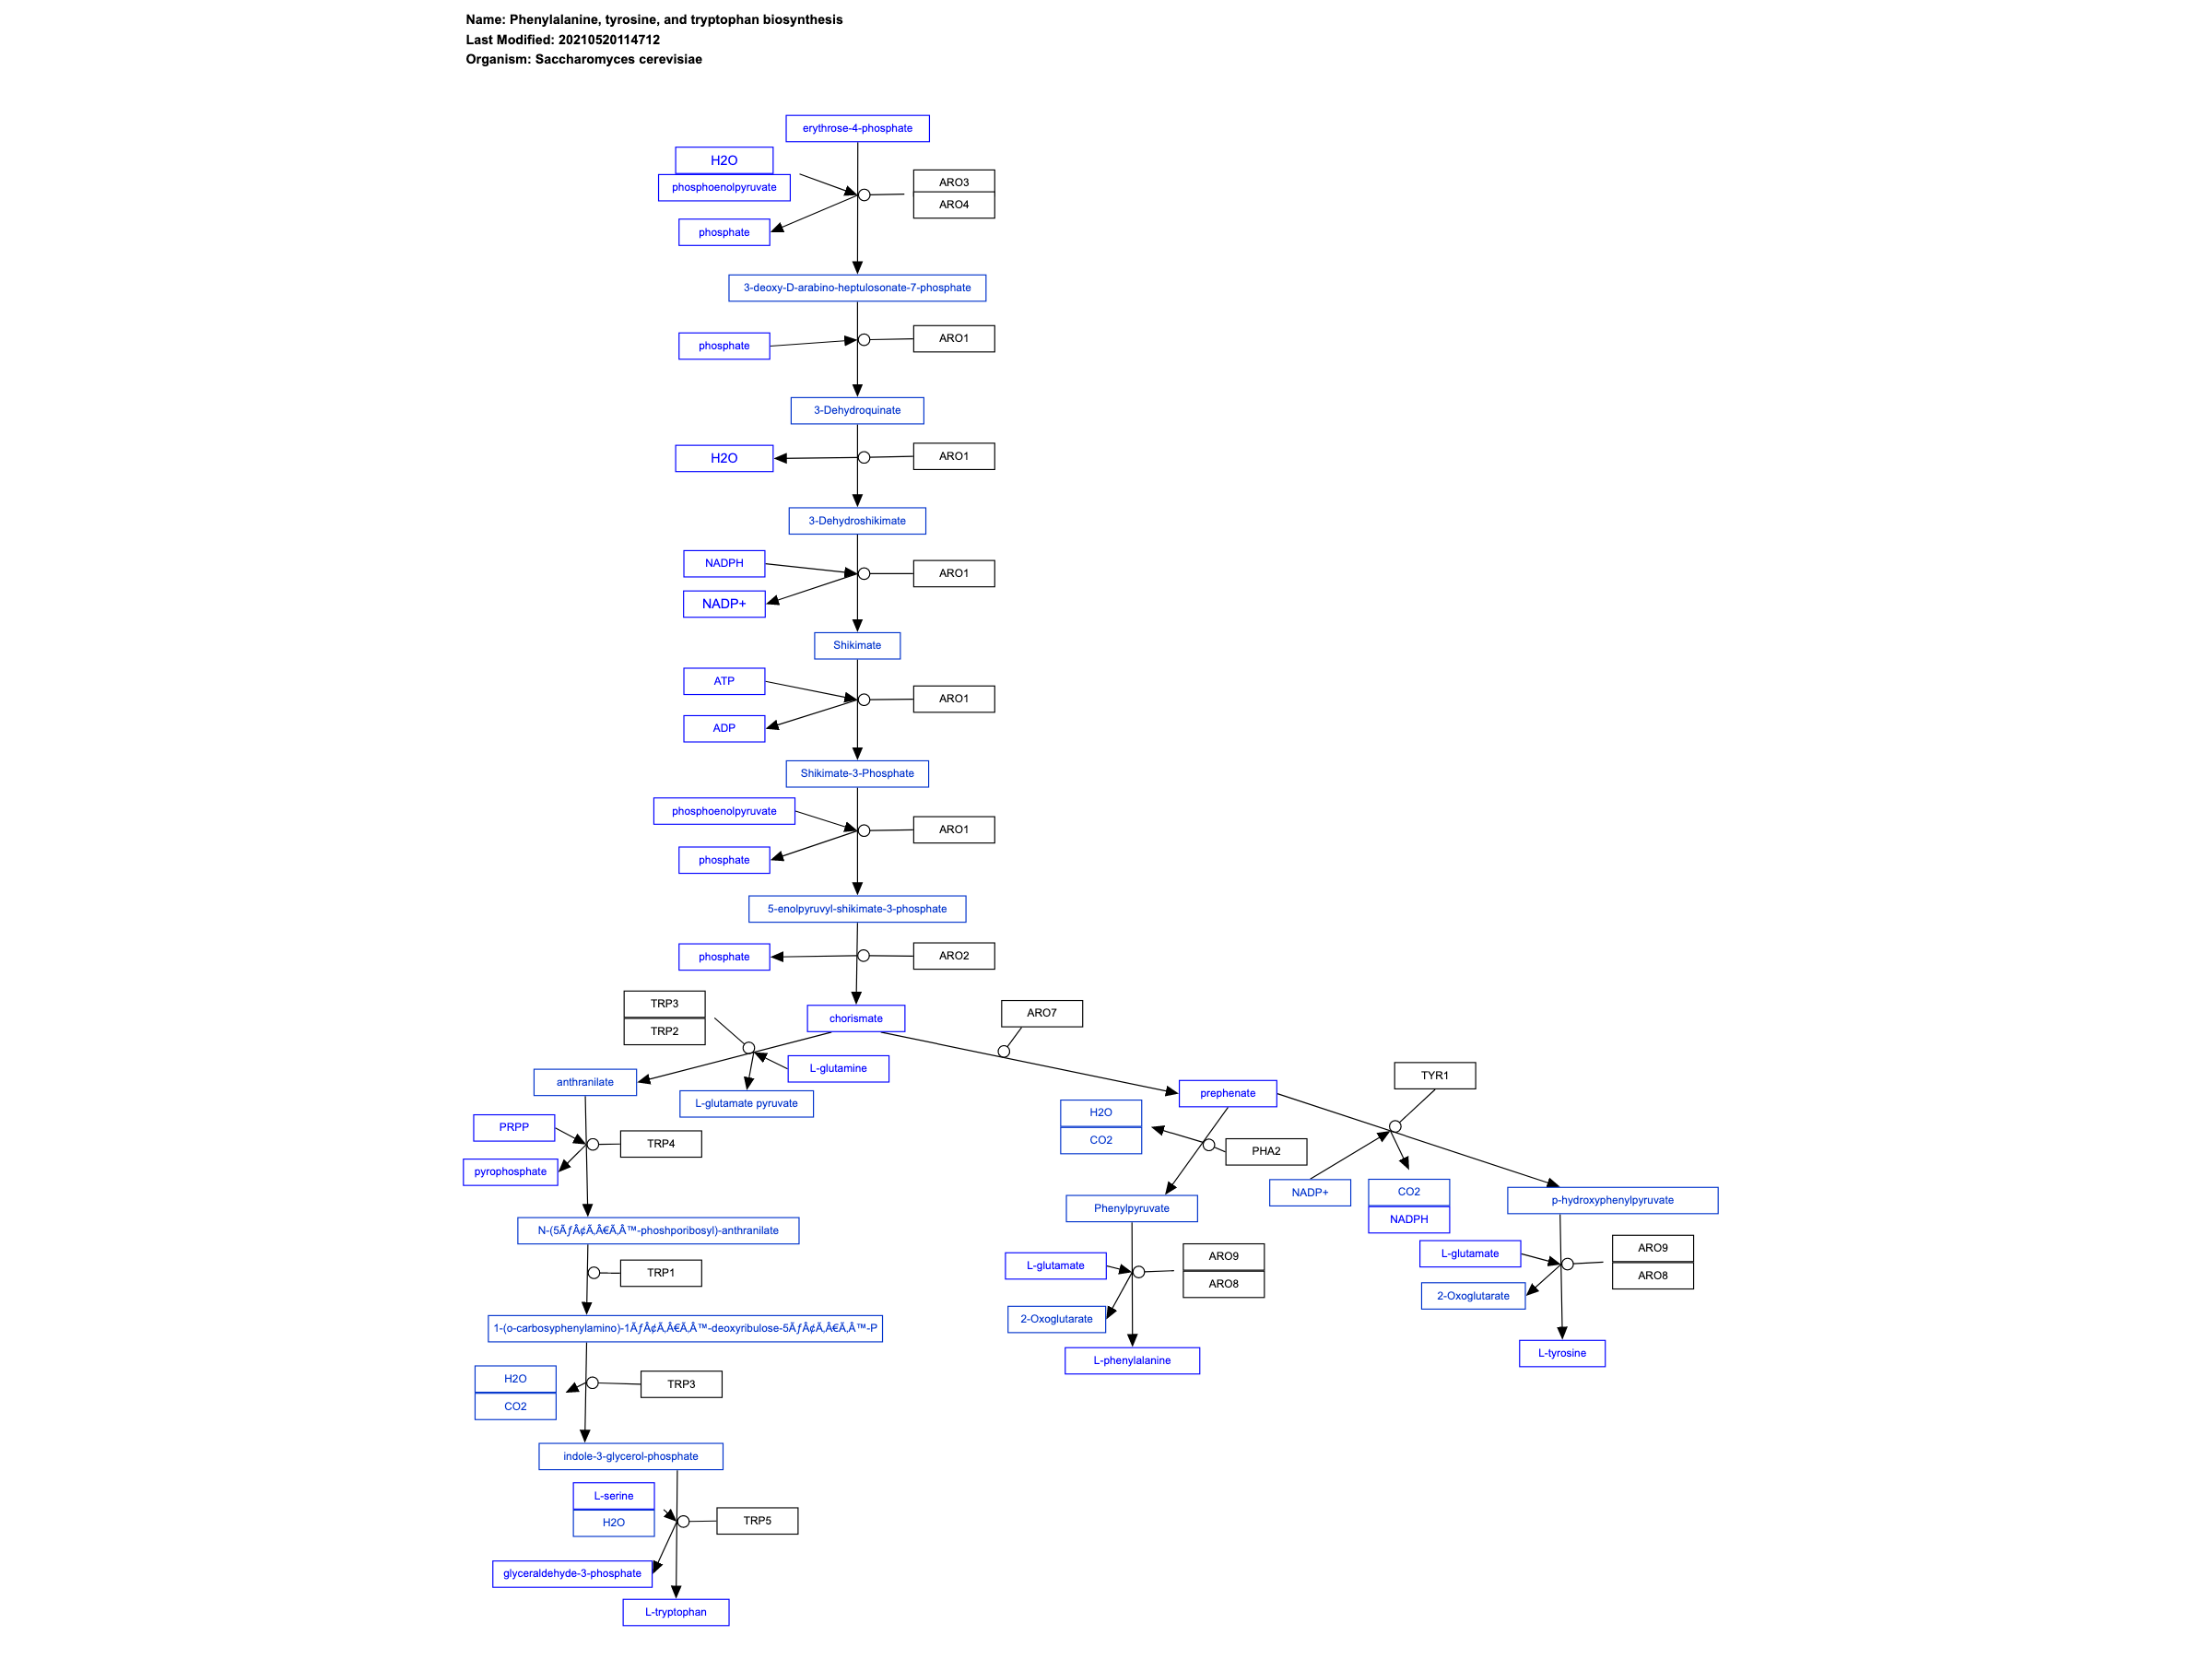 Name: Phenylalanine, tyrosine, and tryptophan biosynthesis
Last Modified: 20210520114712
Organism: Saccharomyces cerevisiae
erythrose-4-phosphate
H2O
phosphoenolpyruvate
ARO3
ARO4
phosphate
3-deoxy-D-arabino-heptulosonate-7-phosphate
phosphate
ARO1
3-Dehydroquinate
H2O
ARO1
3-Dehydroshikimate
NADPH
ARO1
NADP+
Shikimate
ATP
ARO1
ADP
Shikimate-3-Phosphate
phosphoenolpyruvate
ARO1
phosphate
5-enolpyruvyl-shikimate-3-phosphate
phosphate
ARO2
TRP3
TRP2
chorismate
ARO7
L-glutamine
anthranilate
L-glutamate pyruvate
prephenate
TYR1
H2O
CO2
PHA2
PRPP
TRP4
pyrophosphate
NADP+
CO2
NADPH
p-hydroxyphenylpyruvate
Phenylpyruvate
N-(5ÃƒÂ¢Ã‚Â€Ã‚Â™-phoshporibosyl)-anthranilate
TRP1
L-glutamate
ARO9
ARO8
2-Oxoglutarate
L-phenylalanine
L-glutamate
ARO9
ARO8
2-Oxoglutarate
L-tyrosine
1-(o-carbosyphenylamino)-1ÃƒÂ¢Ã‚Â€Ã‚Â™-deoxyribulose-5ÃƒÂ¢Ã‚Â€Ã‚Â™-P
H2O
CO2
TRP3
indole-3-glycerol-phosphate
L-serine
H2O
TRP5
glyceraldehyde-3-phosphate
L-tryptophan